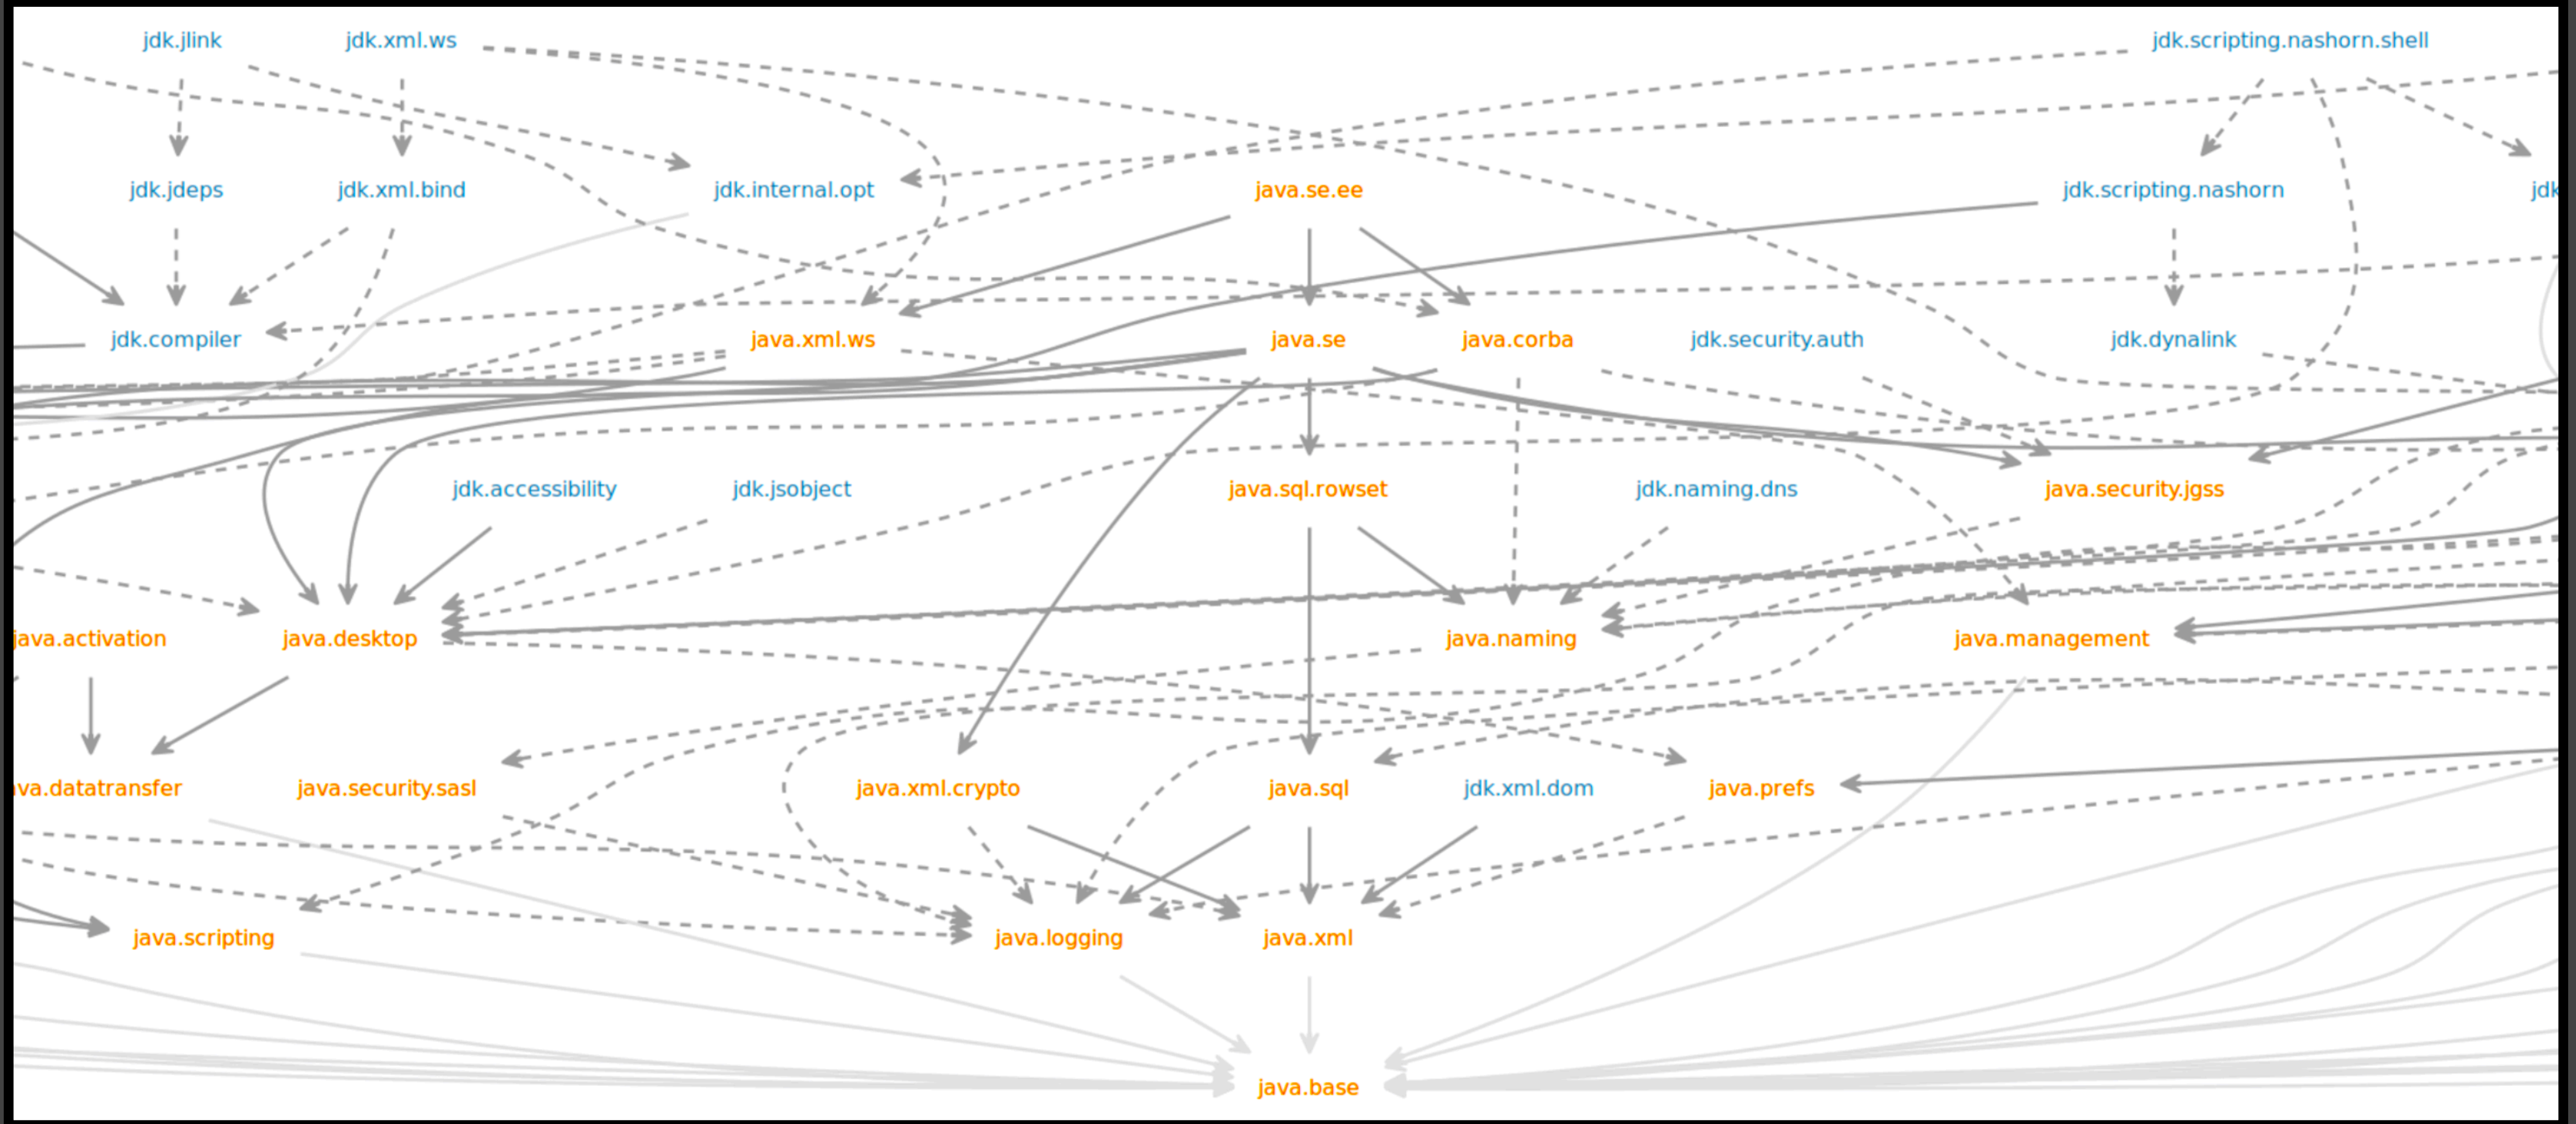 jdk.jlink
jdk.xml.ws
jdk.scripting.nashorn.shell
jdk.jdeps
jdk.xml.bind
jdk.internal.opt
java.se.ee
jdk.scripting.nashorn
jdk
jdk.compiler
java.xml.ws
java.se
java.corba
jdk.security.auth
jdk.dynalink
jdk.accessibility
jdk.jsobject
java.sql.rowset
jdk.naming.dns
java.security.jgss
java.activation
java.desktop
java.naming
java.management
va.datatransfer
java.security.sasl
java.xml.crypto
java.sql
jdk.xml.dom
java.prefs
java.scripting
java.logging
java.xml
java.base